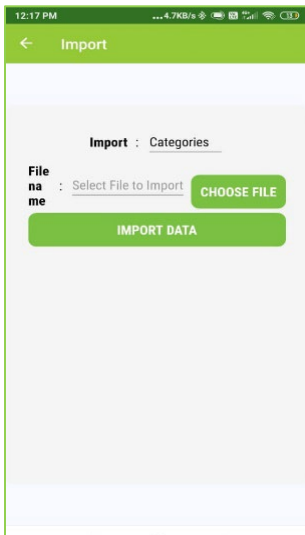 12:17 PM ...4.7KB/s
Import
Import : Categories
File
na : Select File to Import CHOOSE FILE
me
IMPORT DATA